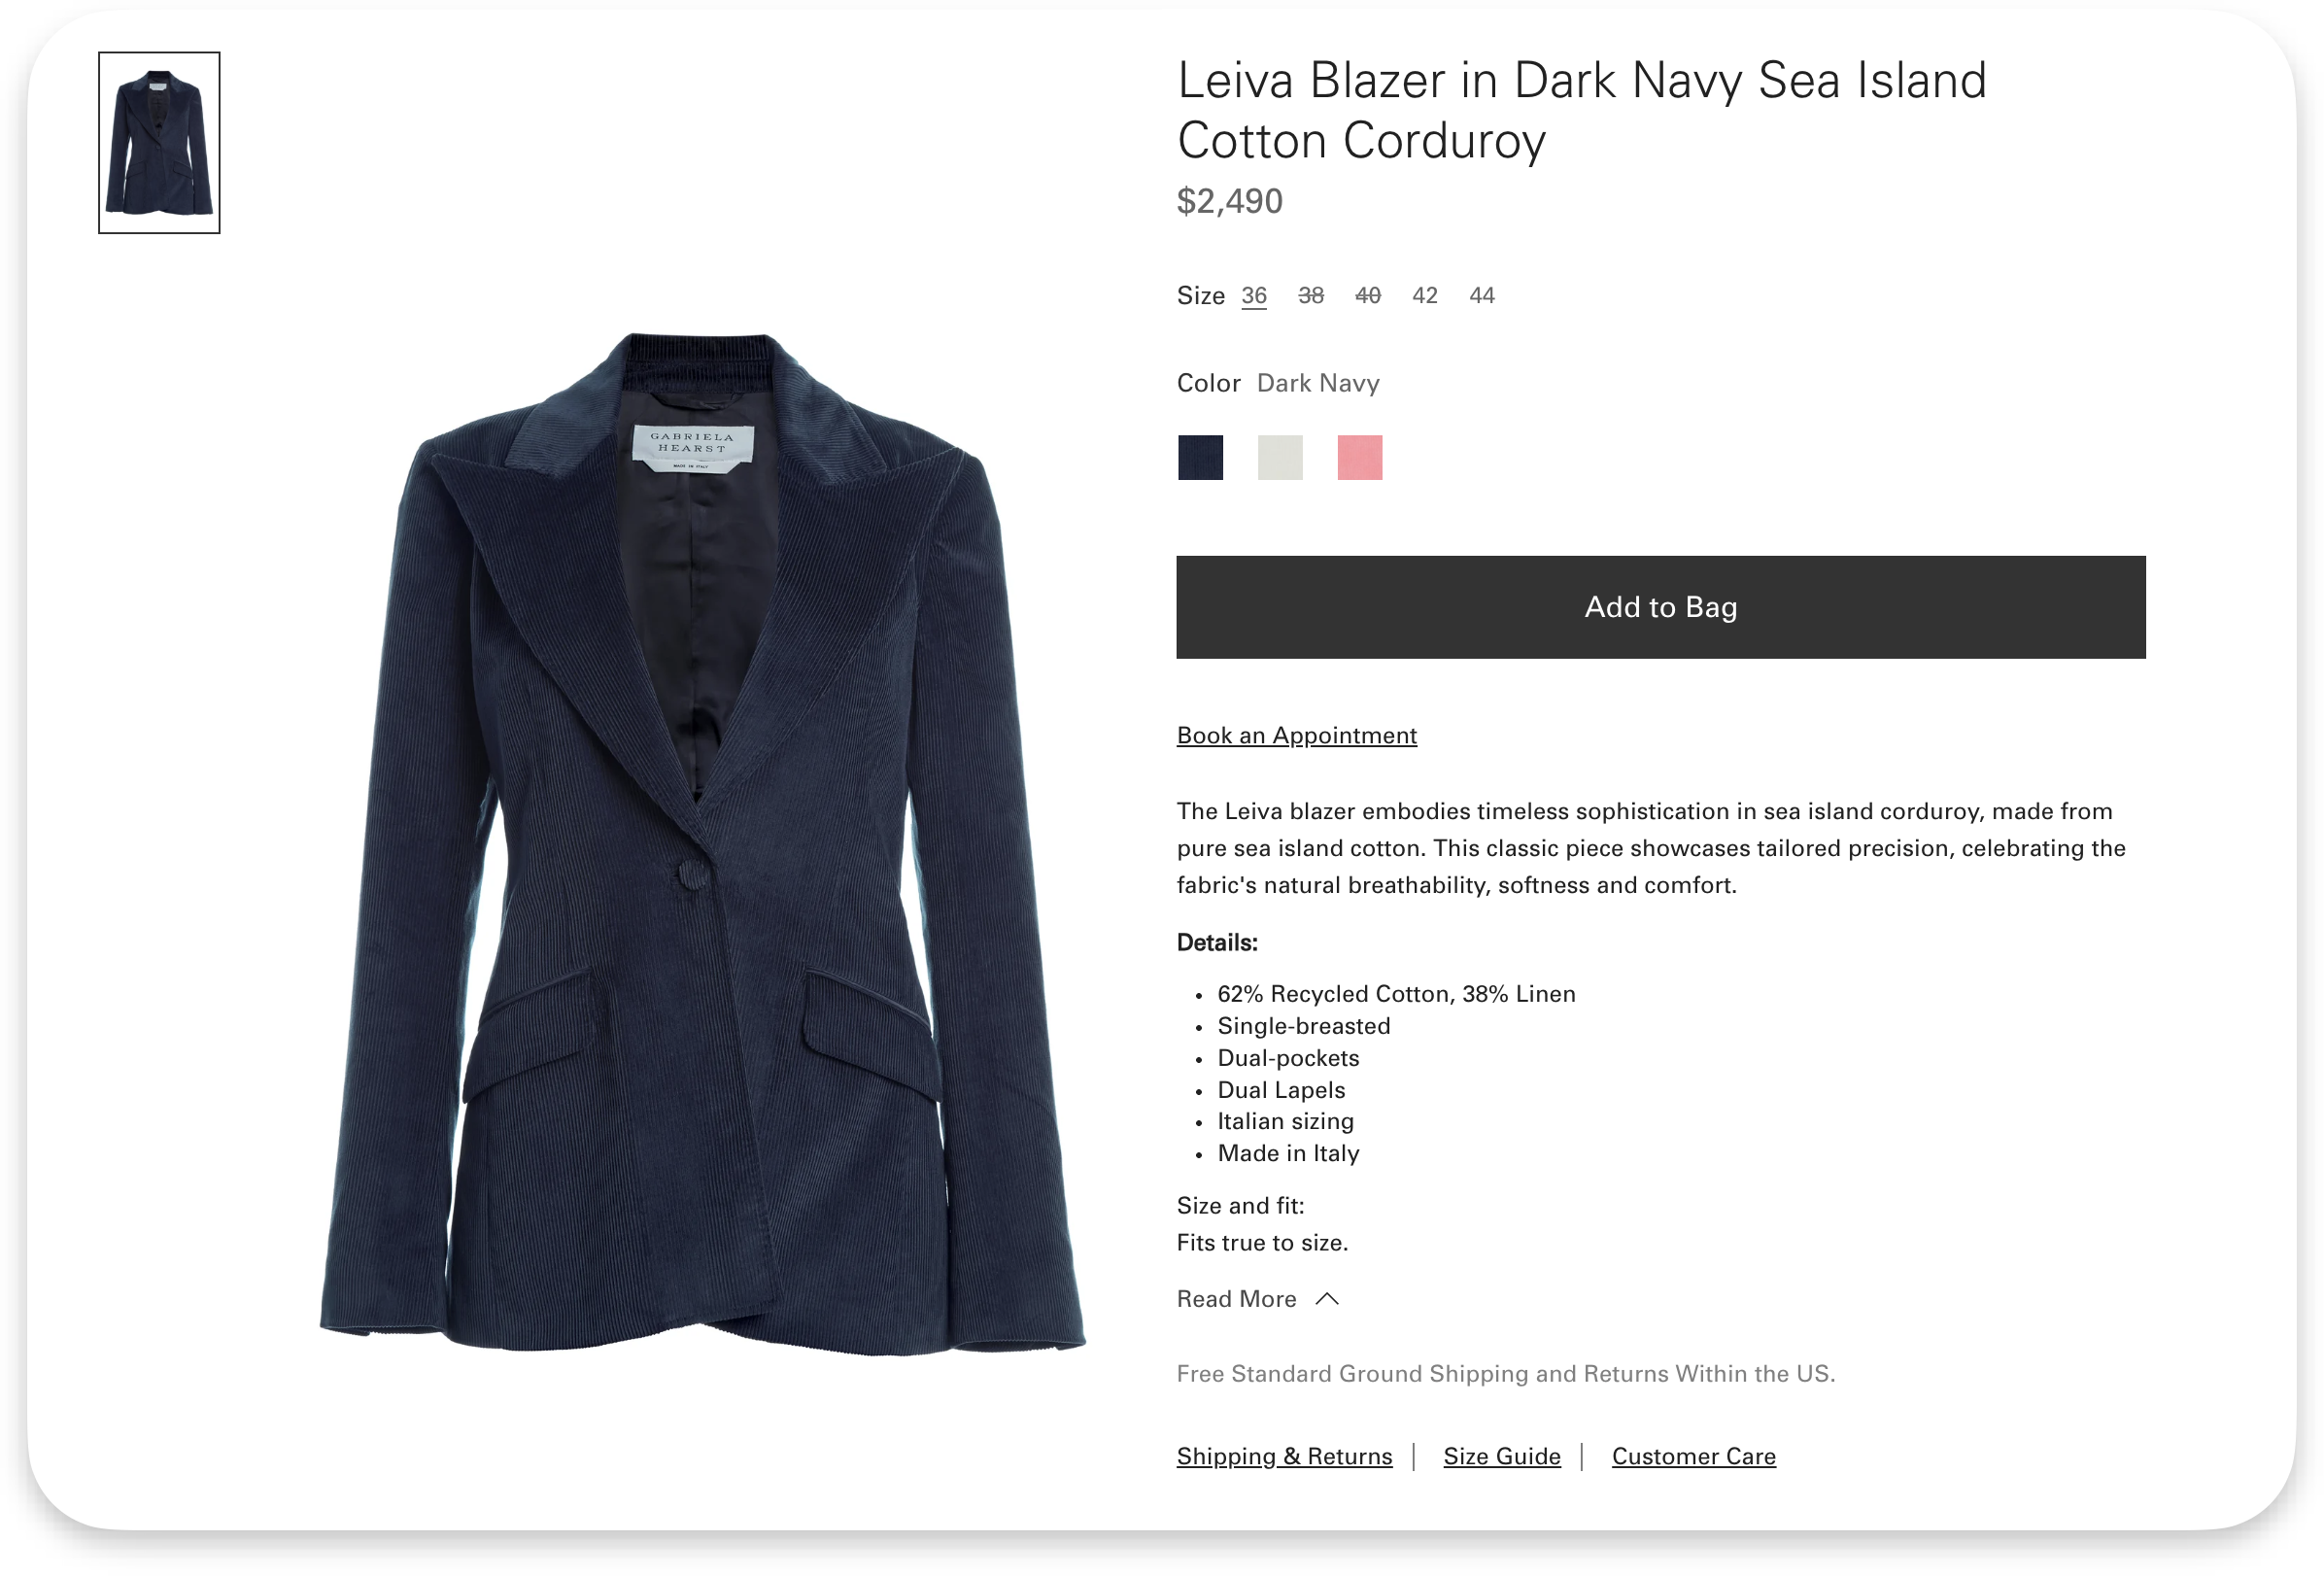 Leiva Blazer in Dark Navy Sea Island
Cotton Corduroy
$2,490
Size 36 38 40 42 44
Color Dark Navy
GABRIELA
HEARST
MADE IN ITALY
Add to Bag
Book an Appointment
The Leiva blazer embodies timeless sophistication in sea island corduroy, made from
pure sea island cotton. This classic piece showcases tailored precision, celebrating the
fabric's natural breathability, softness and comfort.
Details:
• 62% Recycled Cotton, 38% Linen
• Single-breasted
• Dual-pockets
• Dual Lapels
• Italian sizing
• Made in Italy
Size and fit:
Fits true to size.
Read More
Free Standard Ground Shipping and Returns Within the US.
Shipping & Returns | Size Guide | Customer Care